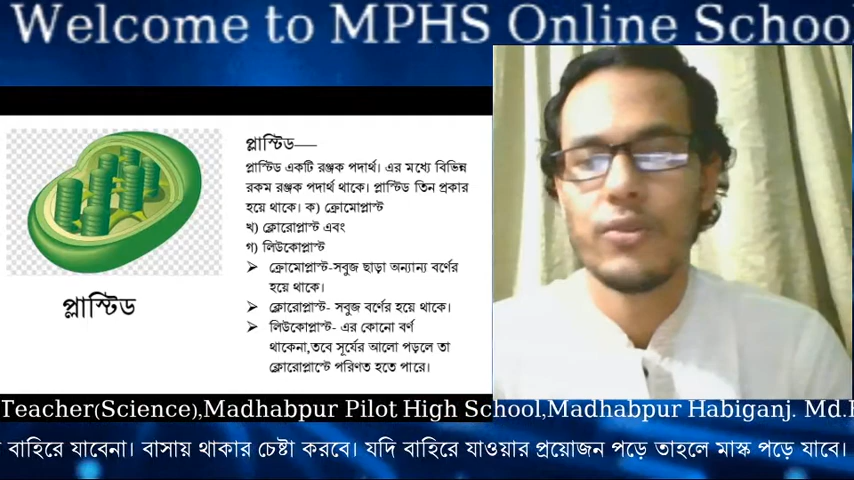 Welcome to MPHS Online School
প্লাস্টিড—
প্লাস্টিড একটি রঞ্জক পদার্থ। এর মধ্যে বিভিন্ন
রকম রঞ্জক পদার্থ থাকে। প্লাস্টিড তিন প্রকার
হয়ে থাকে। ক) ক্রোমোপ্লাস্ট
খ) ক্লোরোপ্লাস্ট এবং
গ) লিউকোপ্লাস্ট
➢ ক্রোমোপ্লাস্ট-সবুজ ছাড়া অন্যান্য বর্ণের
হয়ে থাকে।
➢ ক্লোরোপ্লাস্ট- সবুজ বর্ণের হয়ে থাকে।
➢ লিউকোপ্লাস্ট- এর কোনো বর্ণ
থাকেনা,তবে সূর্যের আলো পড়লে তা
ক্লোরোপ্লাস্টে পরিণত হতে পারে।
প্লাস্টিড
Teacher(Science),Madhabpur Pilot High School,Madhabpur Habiganj. Md.
বাহিরে যাবেনা। বাসায় থাকার চেষ্টা করবে। যদি বাহিরে যাওয়ার প্রয়োজন পড়ে তাহলে মাস্ক পড়ে যাবে।